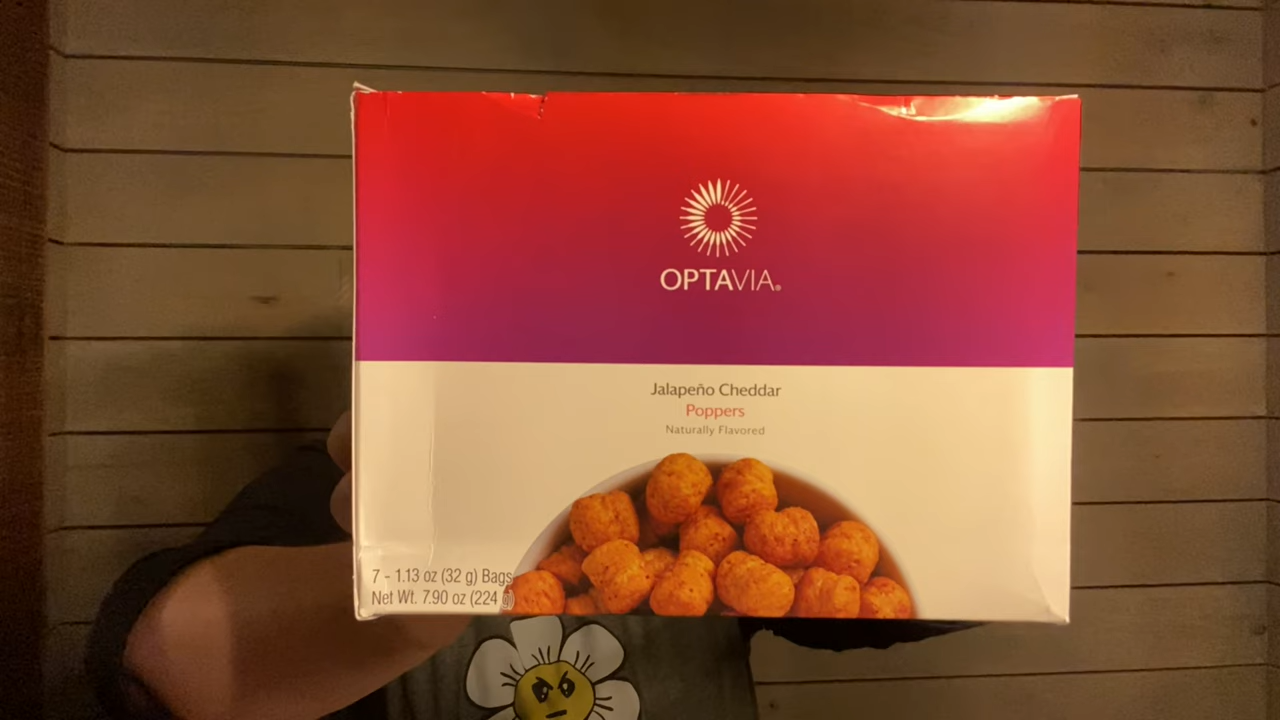 OPTAVIA®
Jalapeño Cheddar
Poppers
Naturally Flavored
7 - 1.13 oz (32 g) Bags
Net Wt. 7.90 oz (224 g)